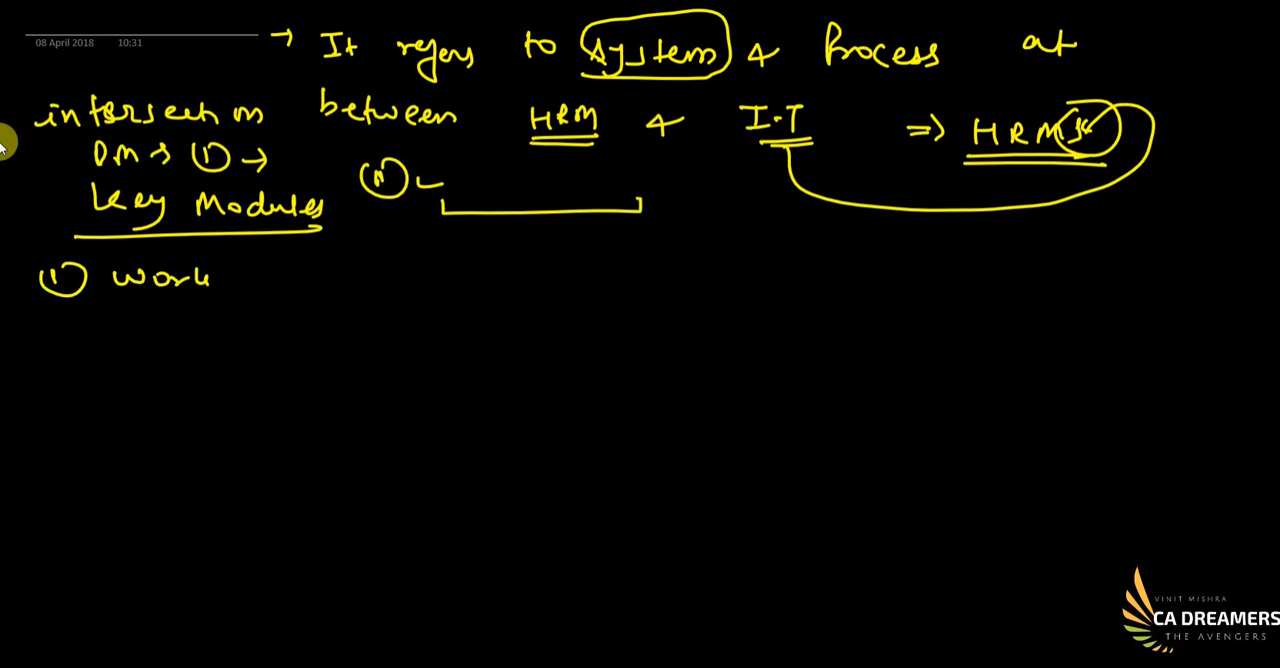 08 April 2018 10:31
→ It refers to System & Process at
intersection between HRM & I.T ⇒ HRMS
① →
Key Modules
① Work
VINIT MISHRA
CA DREAMERS
THE AVENGERS